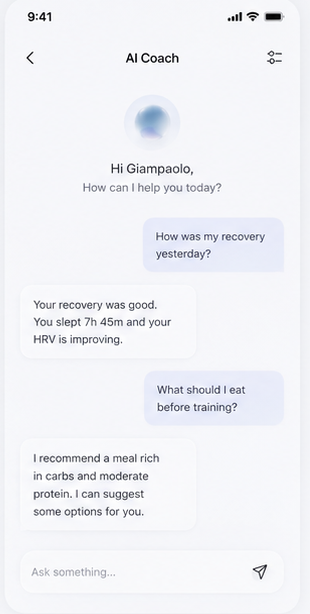 9:41
AI Coach
Hi Giampaolo,
How can I help you today?
How was my recovery
yesterday?
Your recovery was good.
You slept 7h 45m and your
HRV is improving.
What should I eat
before training?
I recommend a meal rich
in carbs and moderate
protein. I can suggest
some options for you.
Ask something...